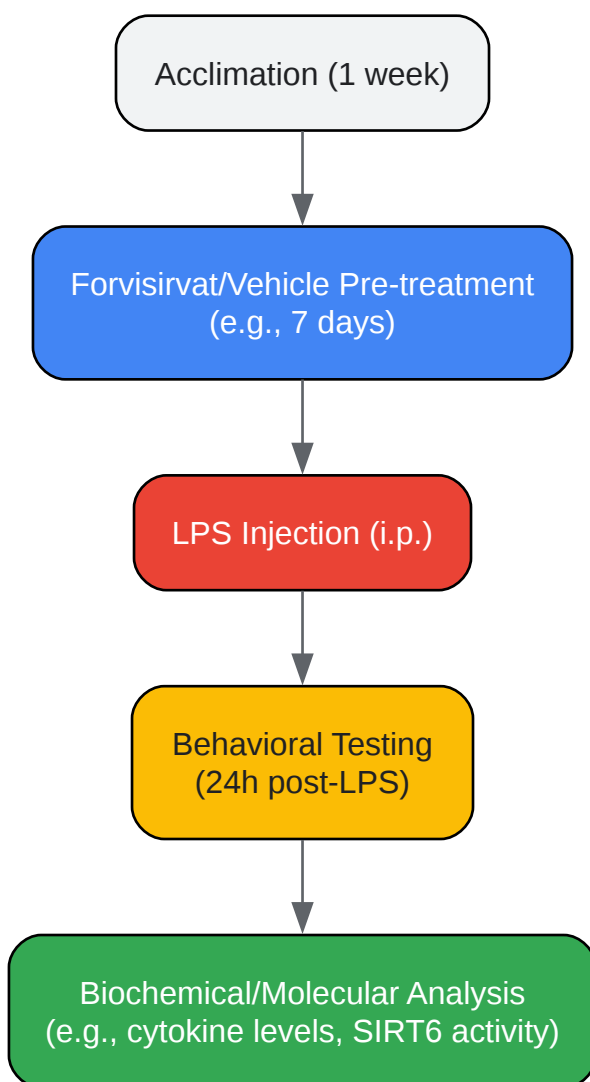 Acclimation (1 week)
Forvisirvat/Vehicle Pre-treatment
(e.g., 7 days)
LPS Injection (i.p.)
Behavioral Testing
(24h post-LPS)
Biochemical/Molecular Analysis
(e.g., cytokine levels, SIRT6 activity)